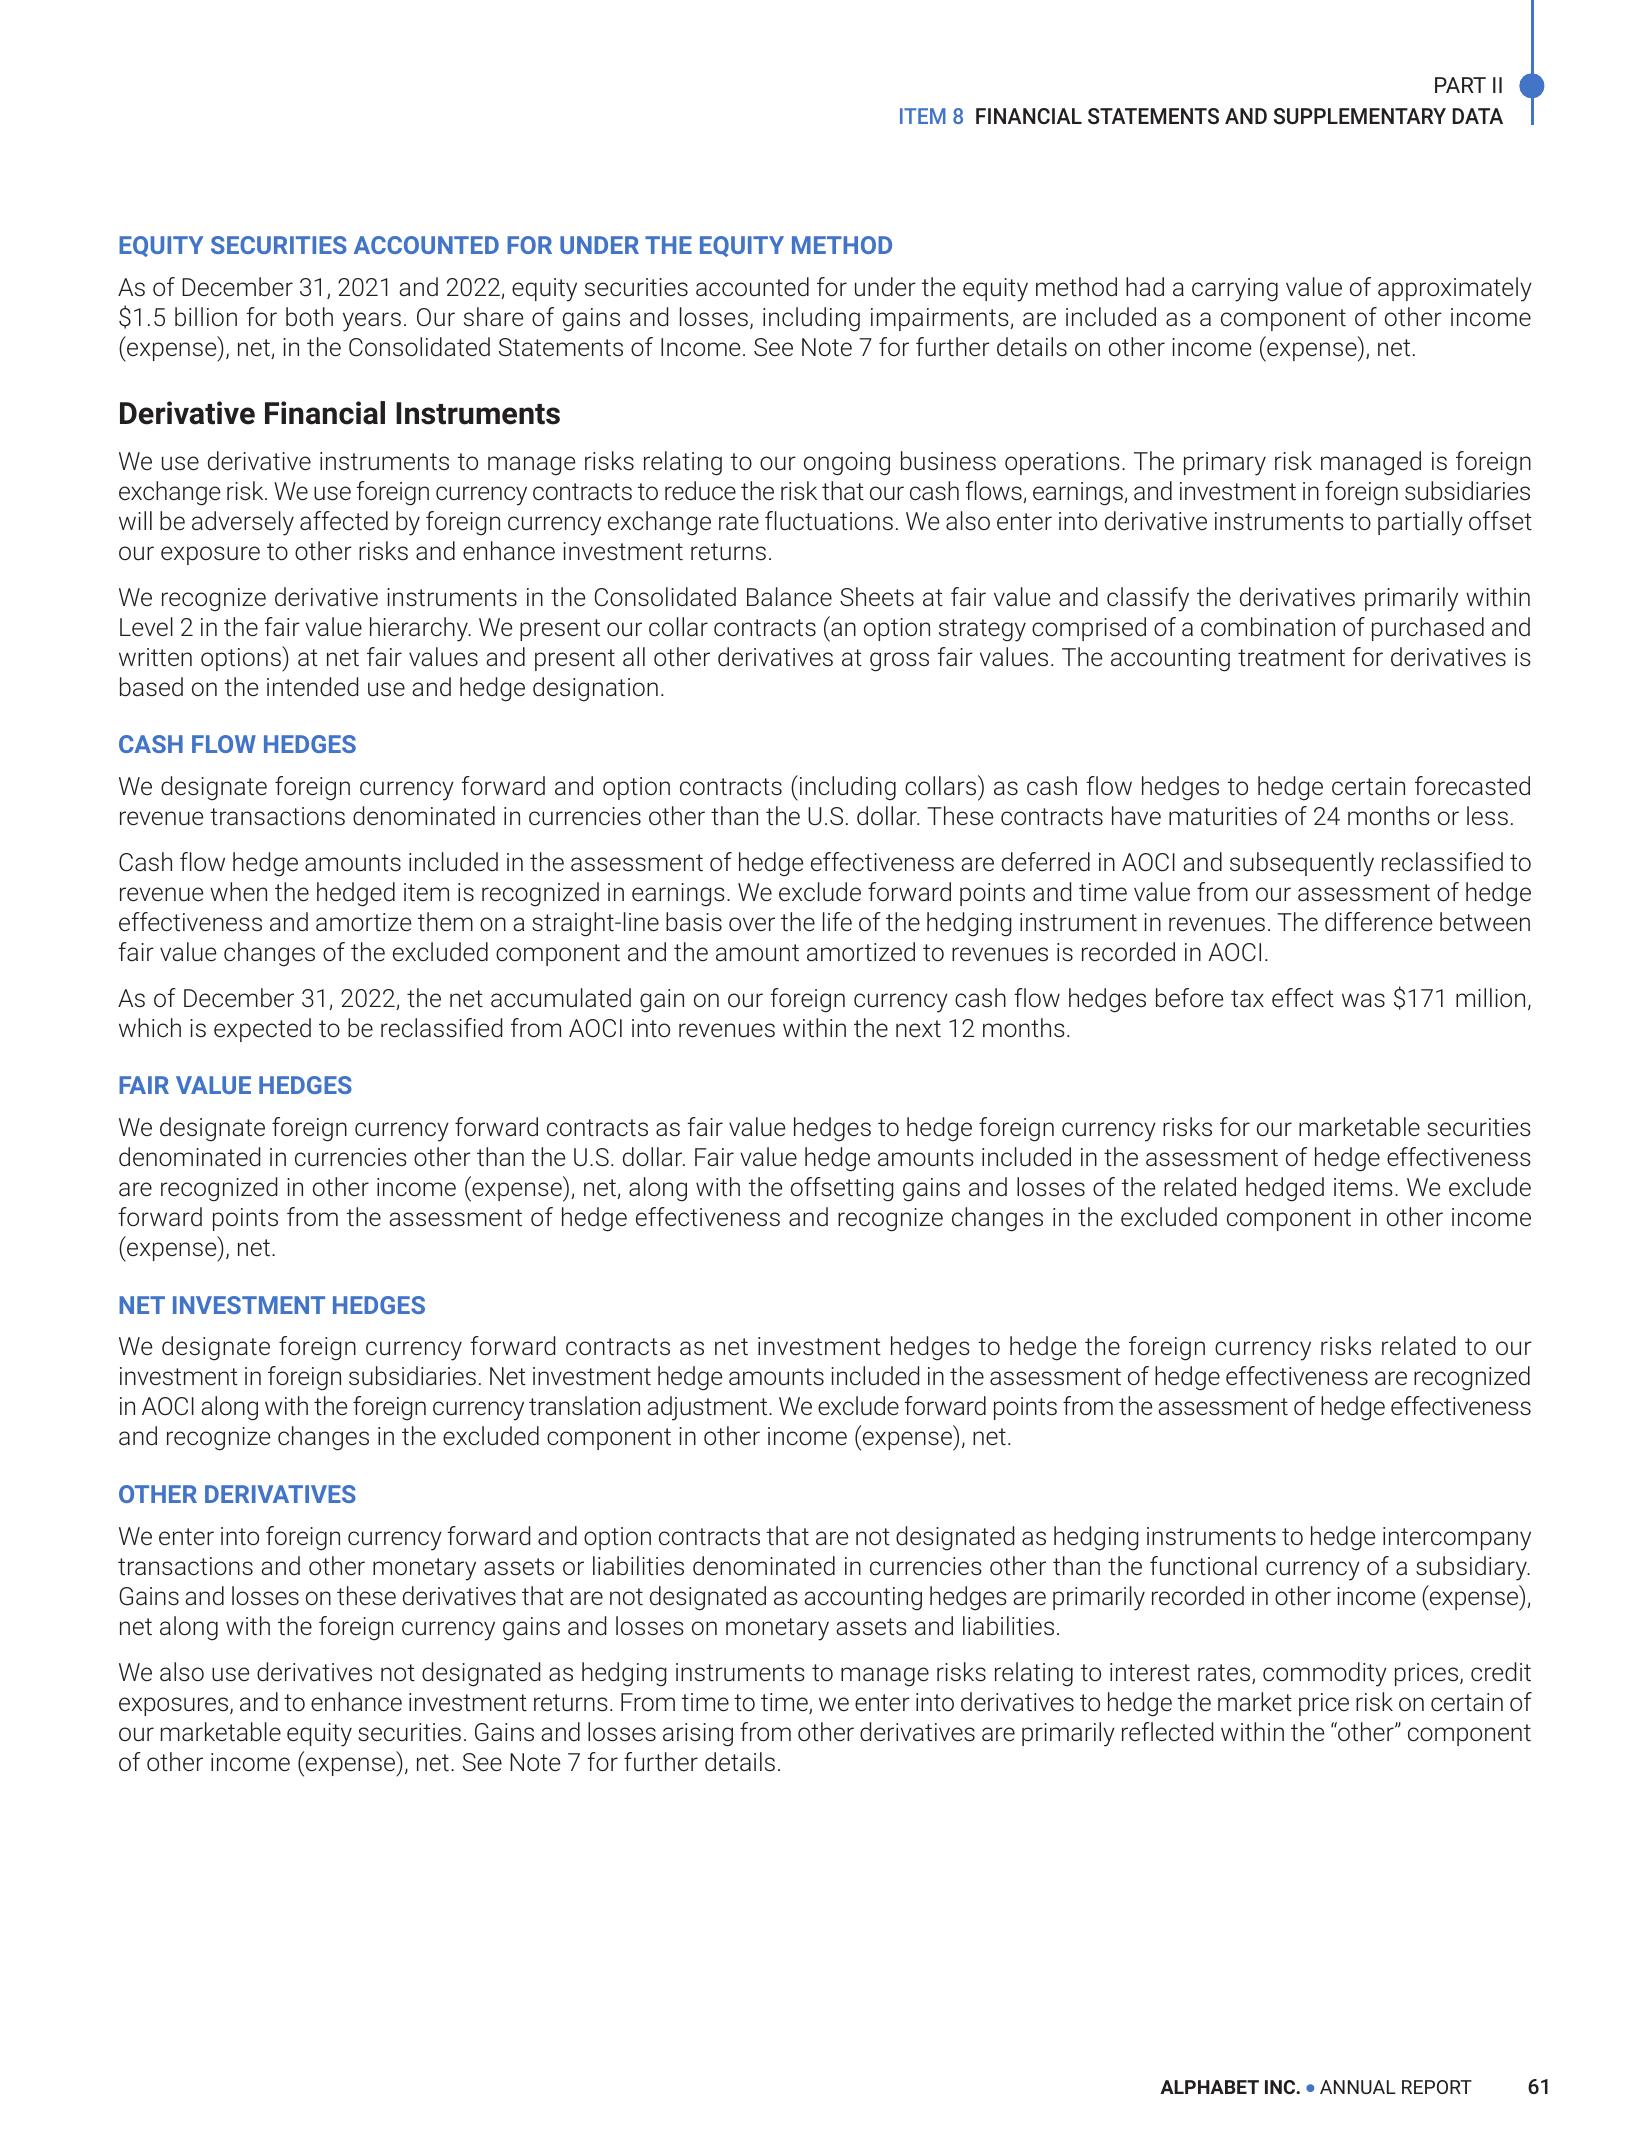 PART II
ITEM 8 FINANCIAL STATEMENTS AND SUPPLEMENTARY DATA
EQUITY SECURITIES ACCOUNTED FOR UNDER THE EQUITY METHOD
As of December 31, 2021 and 2022, equity securities accounted for under the equity method had a carrying value of approximately
$1.5 billion for both years. Our share of gains and losses, including impairments, are included as a component of other income
(expense), net, in the Consolidated Statements of Income. See Note 7 for further details on other income (expense), net.
Derivative Financial Instruments
We use derivative instruments to manage risks relating to our ongoing business operations. The primary risk managed is foreign
exchange risk. We use foreign currency contracts to reduce the risk that our cash flows, earnings, and investment in foreign subsidiaries
will be adversely affected by foreign currency exchange rate fluctuations. We also enter into derivative instruments to partially offset
our exposure to other risks and enhance investment returns.
We recognize derivative instruments in the Consolidated Balance Sheets at fair value and classify the derivatives primarily within
Level 2 in the fair value hierarchy. We present our collar contracts (an option strategy comprised of a combination of purchased and
written options) at net fair values and present all other derivatives at gross fair values. The accounting treatment for derivatives is
based on the intended use and hedge designation.
CASH FLOW HEDGES
We designate foreign currency forward and option contracts (including collars) as cash flow hedges to hedge certain forecasted
revenue transactions denominated in currencies other than the U.S. dollar. These contracts have maturities of 24 months or less.
Cash flow hedge amounts included in the assessment of hedge effectiveness are deferred in AOCI and subsequently reclassified to
revenue when the hedged item is recognized in earnings. We exclude forward points and time value from our assessment of hedge
effectiveness and amortize them on a straight-line basis over the life of the hedging instrument in revenues. The difference between
fair value changes of the excluded component and the amount amortized to revenues is recorded in AOCI.
As of December 31, 2022, the net accumulated gain on our foreign currency cash flow hedges before tax effect was $171 million,
which is expected to be reclassified from AOCI into revenues within the next 12 months.
FAIR VALUE HEDGES
We designate foreign currency forward contracts as fair value hedges to hedge foreign currency risks for our marketable securities
denominated in currencies other than the U.S. dollar. Fair value hedge amounts included in the assessment of hedge effectiveness
are recognized in other income (expense), net, along with the offsetting gains and losses of the related hedged items. We exclude
forward points from the assessment of hedge effectiveness and recognize changes in the excluded component in other income
(expense), net.
NET INVESTMENT HEDGES
We designate foreign currency forward contracts as net investment hedges to hedge the foreign currency risks related to our
investment in foreign subsidiaries. Net investment hedge amounts included in the assessment of hedge effectiveness are recognized
in AOCI along with the foreign currency translation adjustment. We exclude forward points from the assessment of hedge effectiveness
and recognize changes in the excluded component in other income (expense), net.
OTHER DERIVATIVES
We enter into foreign currency forward and option contracts that are not designated as hedging instruments to hedge intercompany
transactions and other monetary assets or liabilities denominated in currencies other than the functional currency of a subsidiary.
Gains and losses on these derivatives that are not designated as accounting hedges are primarily recorded in other income (expense),
net along with the foreign currency gains and losses on monetary assets and liabilities.
We also use derivatives not designated as hedging instruments to manage risks relating to interest rates, commodity prices, credit
exposures, and to enhance investment returns. From time to time, we enter into derivatives to hedge the market price risk on certain of
our marketable equity securities. Gains and losses arising from other derivatives are primarily reflected within the “other” component
of other income (expense), net. See Note 7 for further details.
ALPHABET INC. • ANNUAL REPORT 61